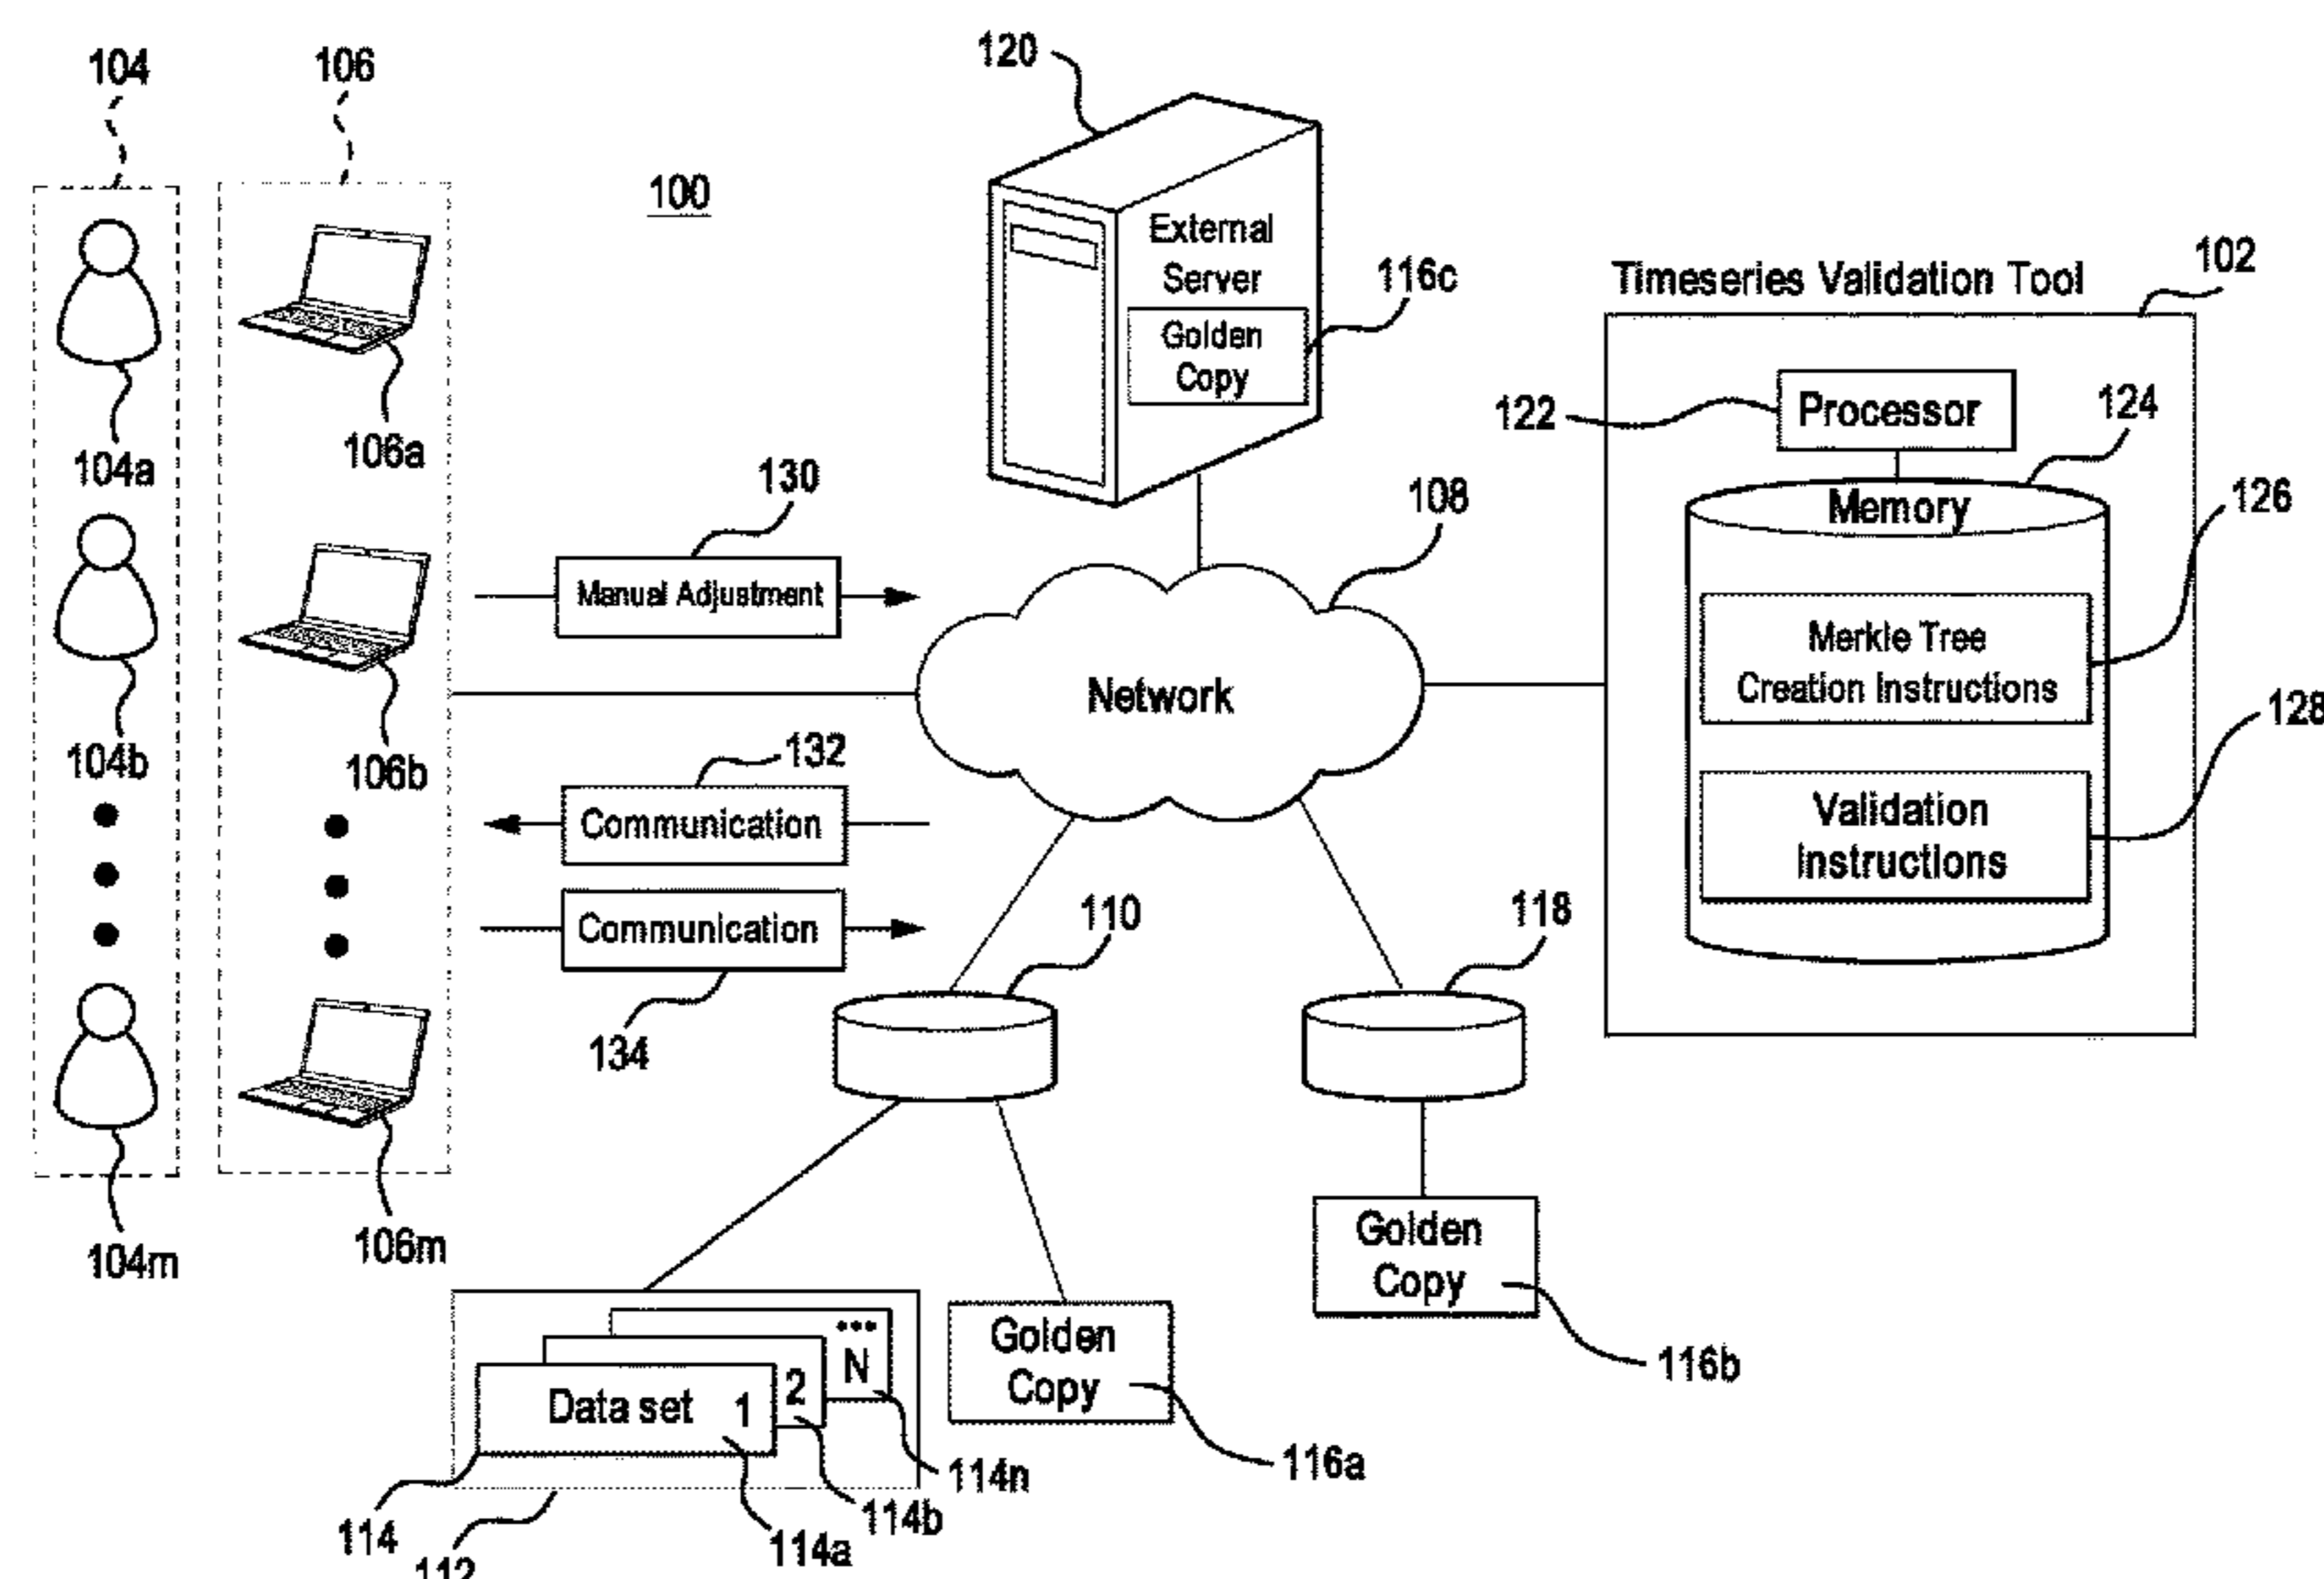 104
106
120
100
External
Server
116c
Golden
Copy
102
Timeseries Validation Tool
122
Processor
124
Memory
126
Merkle Tree
Creation Instructions
128
Validation
Instructions
104a
106a
130
Manual Adjustment
108
Network
104b
106b
132
Communication
Communication
134
110
118
104m
106m
Golden
Copy
116b
Golden
Copy
116a
Data set 1
2
...
N
114n
114b
114a
114
112